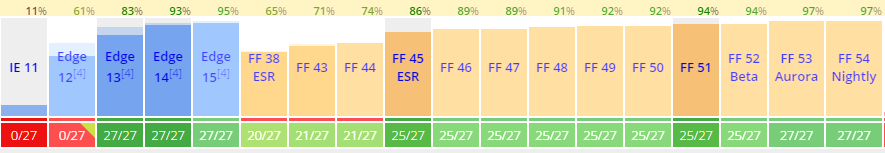 11% 61% 83% 93% 95% 65% 71% 74% 86% 89% 89% 91% 92% 92% 94% 94% 97% 97%
IE 11 Edge 12[4] Edge 13[4] Edge 14[4] Edge 15[4] FF 38 ESR FF 43 FF 44 FF 45 ESR FF 46 FF 47 FF 48 FF 49 FF 50 FF 51 FF 52 Beta FF 53 Aurora FF 54 Nightly
0/27 0/27 27/27 27/27 27/27 20/27 21/27 21/27 25/27 25/27 25/27 25/27 25/27 25/27 25/27 25/27 27/27 27/27